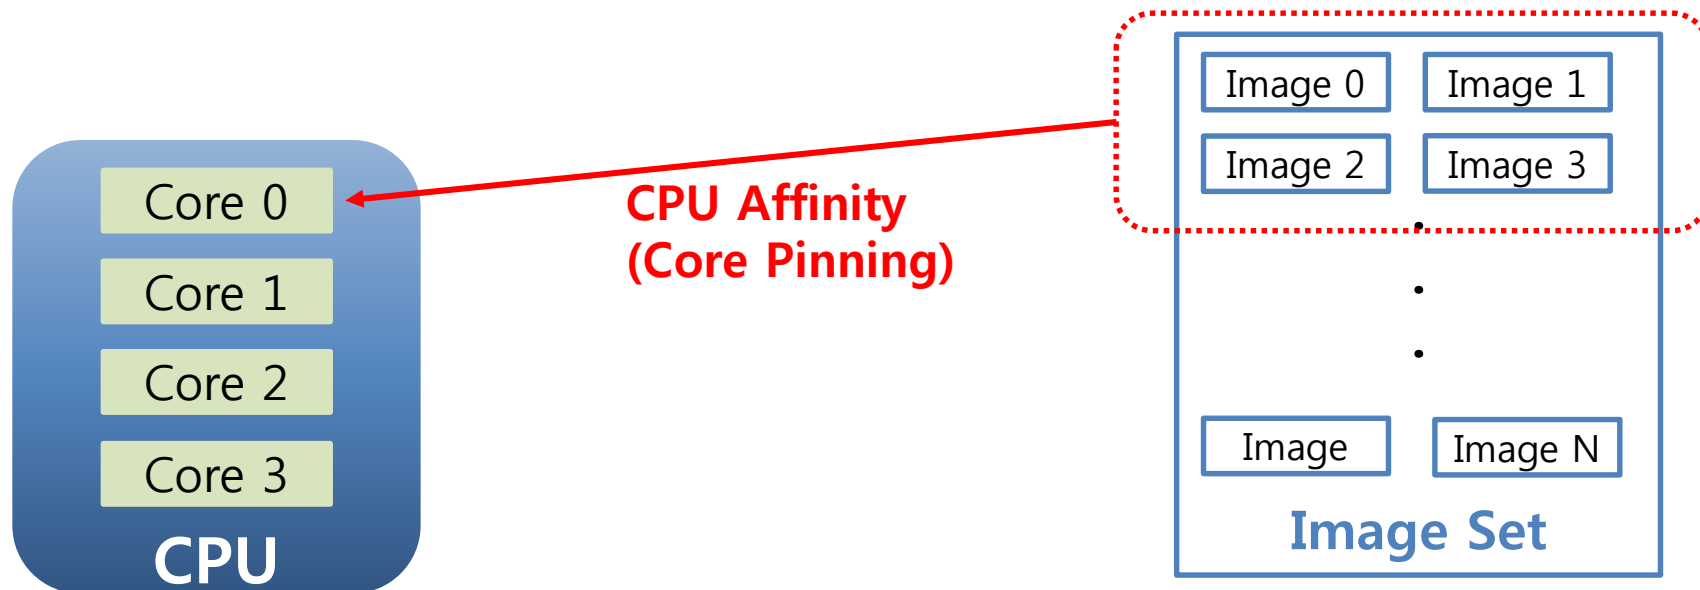 Core 0
Core 1
Core 2
Core 3
CPU
CPU Affinity
(Core Pinning)
Image 0
Image 1
Image 2
Image 3
Image
Image N
Image Set